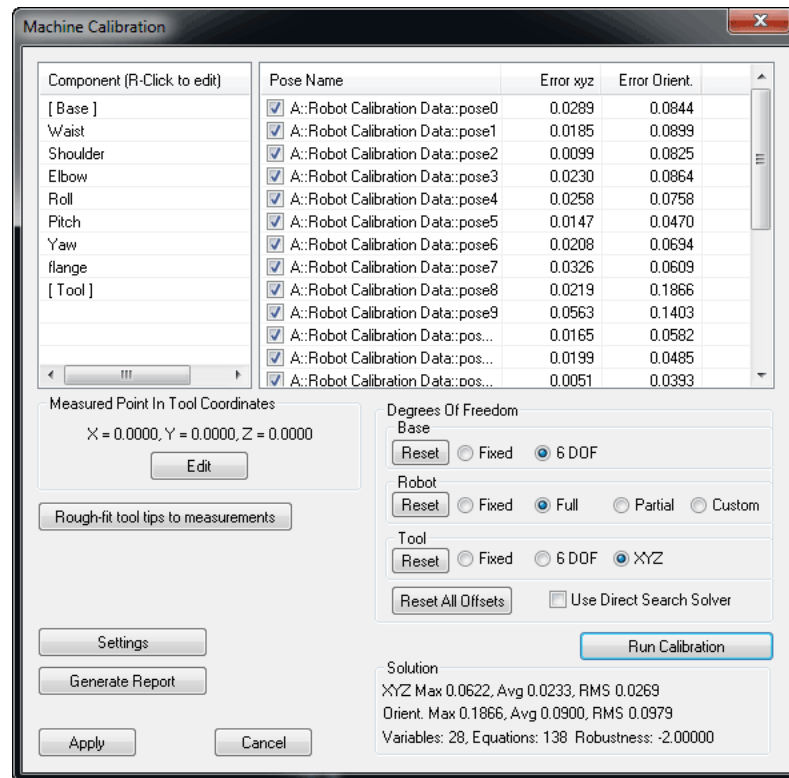 Machine Calibration
Component (R-Click to edit)
[ Base ]
Waist
Shoulder
Elbow
Roll
Pitch
Yaw
flange
[ Tool ]
Pose Name Error xyz Error Orient.
A::Robot Calibration Data::pose0 0.0289 0.0844
A::Robot Calibration Data::pose1 0.0185 0.0899
A::Robot Calibration Data::pose2 0.0099 0.0825
A::Robot Calibration Data::pose3 0.0230 0.0864
A::Robot Calibration Data::pose4 0.0258 0.0758
A::Robot Calibration Data::pose5 0.0147 0.0470
A::Robot Calibration Data::pose6 0.0208 0.0694
A::Robot Calibration Data::pose7 0.0326 0.0609
A::Robot Calibration Data::pose8 0.0219 0.1866
A::Robot Calibration Data::pose9 0.0563 0.1403
A::Robot Calibration Data::pos... 0.0165 0.0582
A::Robot Calibration Data::pos... 0.0199 0.0485
A::Robot Calibration Data::pos... 0.0051 0.0393
Measured Point In Tool Coordinates
X = 0.0000, Y = 0.0000, Z = 0.0000
Edit
Rough-fit tool tips to measurements
Settings
Generate Report
Apply Cancel
Degrees Of Freedom
Base
Reset Fixed 6 DOF
Robot
Reset Fixed Full Partial Custom
Tool
Reset Fixed 6 DOF XYZ
Reset All Offsets Use Direct Search Solver
Run Calibration
Solution
XYZ Max 0.0622, Avg 0.0233, RMS 0.0269
Orient. Max 0.1866, Avg 0.0900, RMS 0.0979
Variables: 28, Equations: 138 Robustness: -2.00000